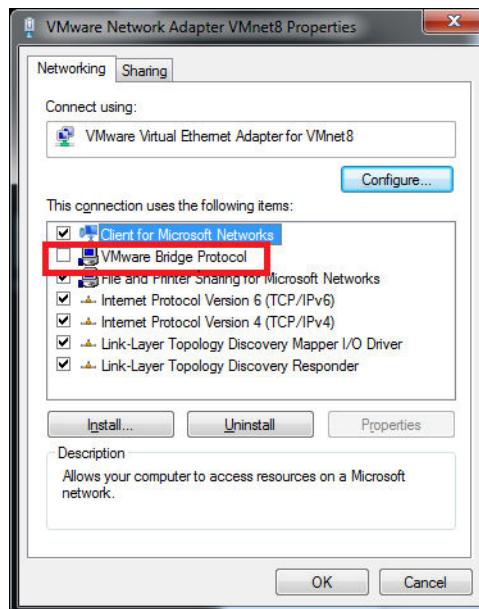 VMware Network Adapter VMnet8 Properties
Networking
Sharing
Connect using:
VMware Virtual Ethernet Adapter for VMnet8
Configure...
This connection uses the following items:
Client for Microsoft Networks
VMware Bridge Protocol
File and Printer Sharing for Microsoft Networks
Internet Protocol Version 6 (TCP/IPv6)
Internet Protocol Version 4 (TCP/IPv4)
Link-Layer Topology Discovery Mapper I/O Driver
Link-Layer Topology Discovery Responder
Install...
Uninstall
Properties
Description
Allows your computer to access resources on a Microsoft
network.
OK
Cancel